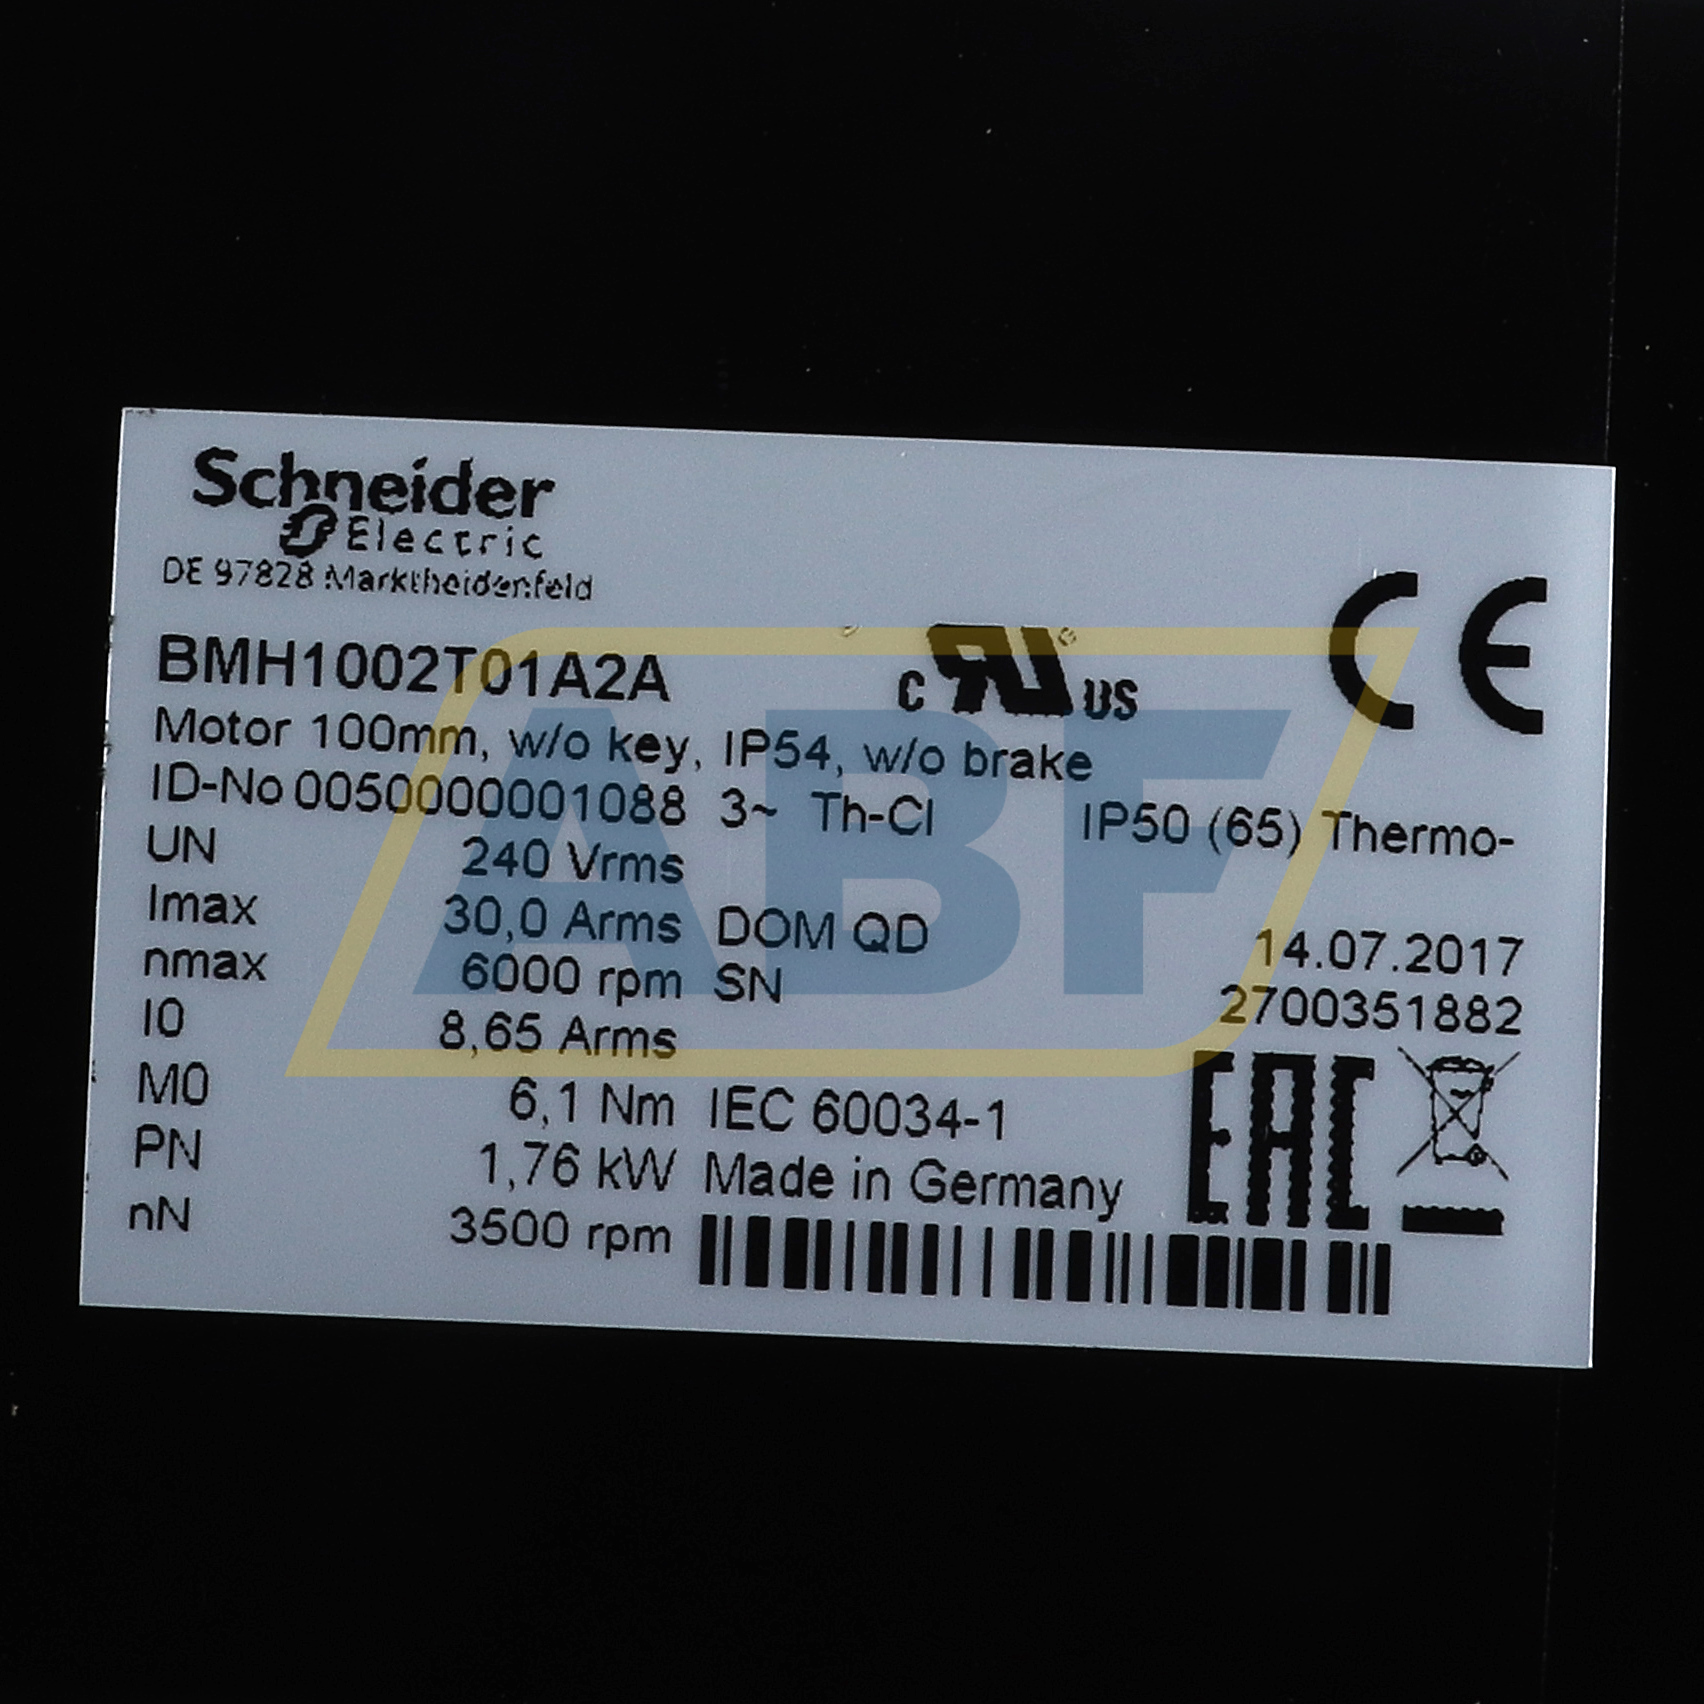 Schneider
Electric
DE 97828 Marktheidenfeld
BMH1002T01A2A
c RU US
CE
Motor 100mm, w/o key, IP54, w/o brake
ID-No 0050000001088 3~ Th-Cl IP50 (65) Thermo-
UN 240 Vrms
Imax 30,0 Arms DOM QD 14.07.2017
nmax 6000 rpm SN 2700351882
I0 8,65 Arms
M0 6,1 Nm IEC 60034-1
PN 1,76 kW Made in Germany
nN 3500 rpm
EAC
ABF